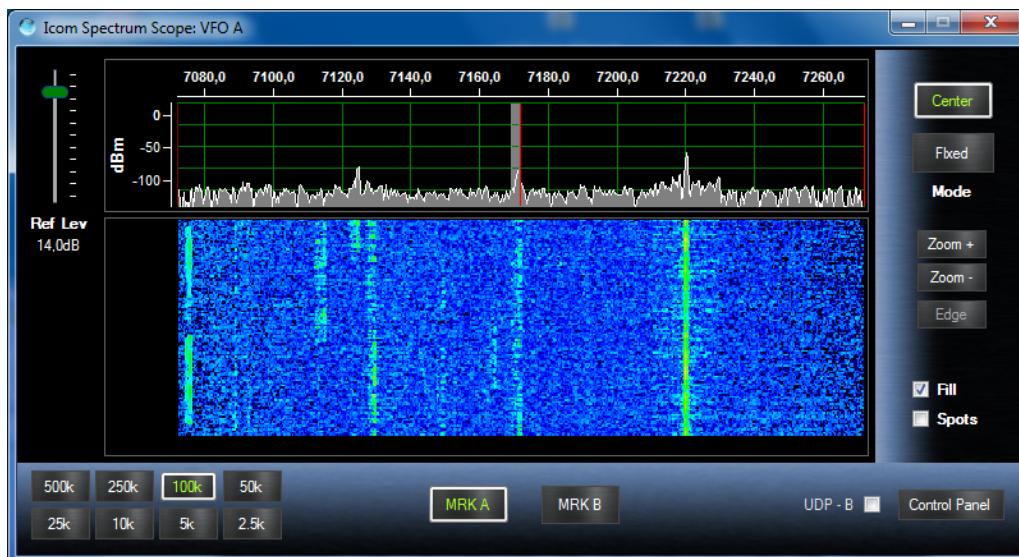 Icom Spectrum Scope: VFO A
7080,0 7100,0 7120,0 7140,0 7160,0 7180,0 7200,0 7220,0 7240,0 7260,0
0
-50
-100
dBm
Ref Lev
14,0dB
Center
FIxed
Mode
Zoom +
Zoom -
Edge
Fill
Spots
500k 250k 100k 50k
25k 10k 5k 2.5k
MRK A MRK B
UDP - B Control Panel